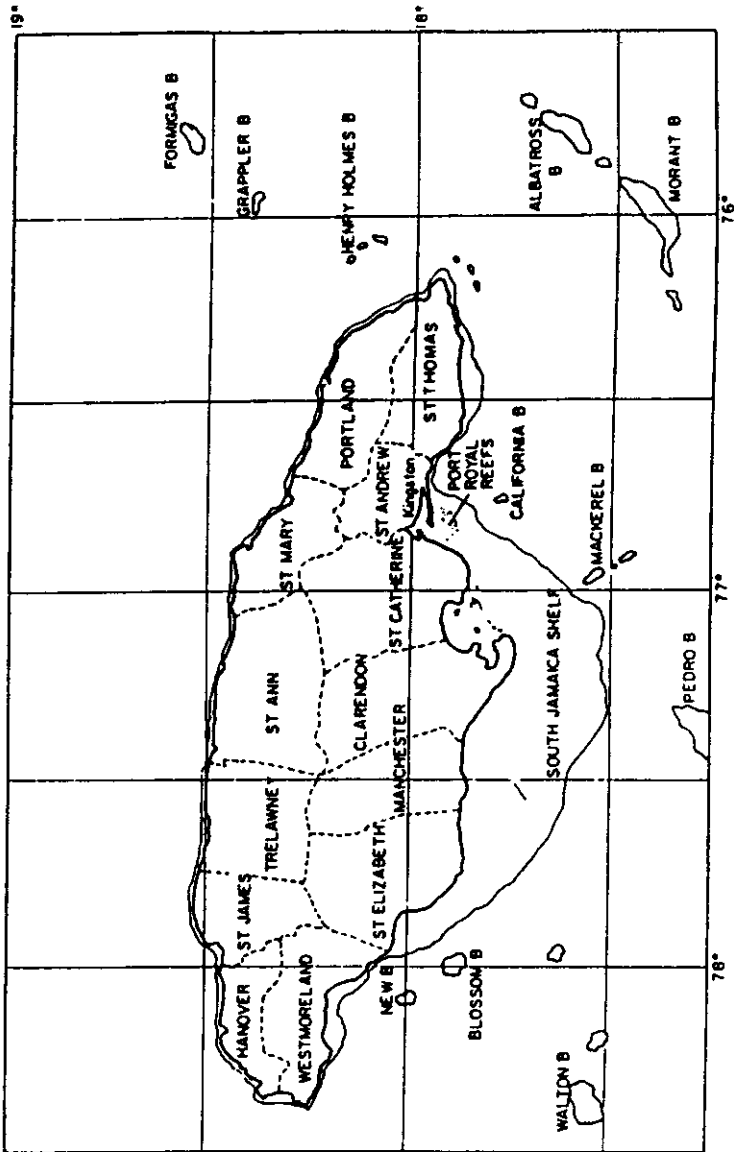 19°
18°
FORMIGAS B
GRAPPLER B
HENRY HOLMES B
ALBATROSS
B
MORANT B
76°
PORTLAND
ST THOMAS
ST ANDREW
Kingston
PORT
ROYAL
REEFS
CALIFORNIA B
ST MARY
ST CATHERINE
MACKEREL B
77°
ST ANN
CLARENDON
MANCHESTER
SOUTH JAMAICA SHELF
PEDRO B
TRELAWNEY
ST ELIZABETH
ST JAMES
HANOVER
WESTMORELAND
NEW B
BLOSSOM B
78°
WALTON B